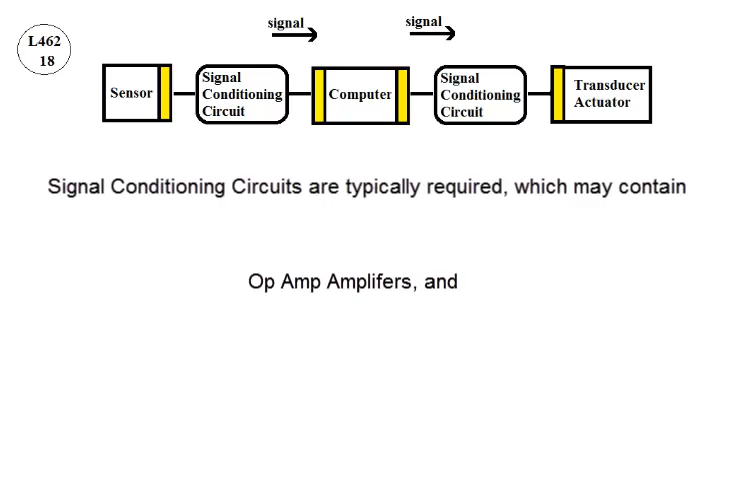 signal
signal
L462
18
Sensor
Signal
Conditioning
Circuit
Computer
Signal
Conditioning
Circuit
Transducer
Actuator
Signal Conditioning Circuits are typically required, which may contain
Op Amp Amplifers, and